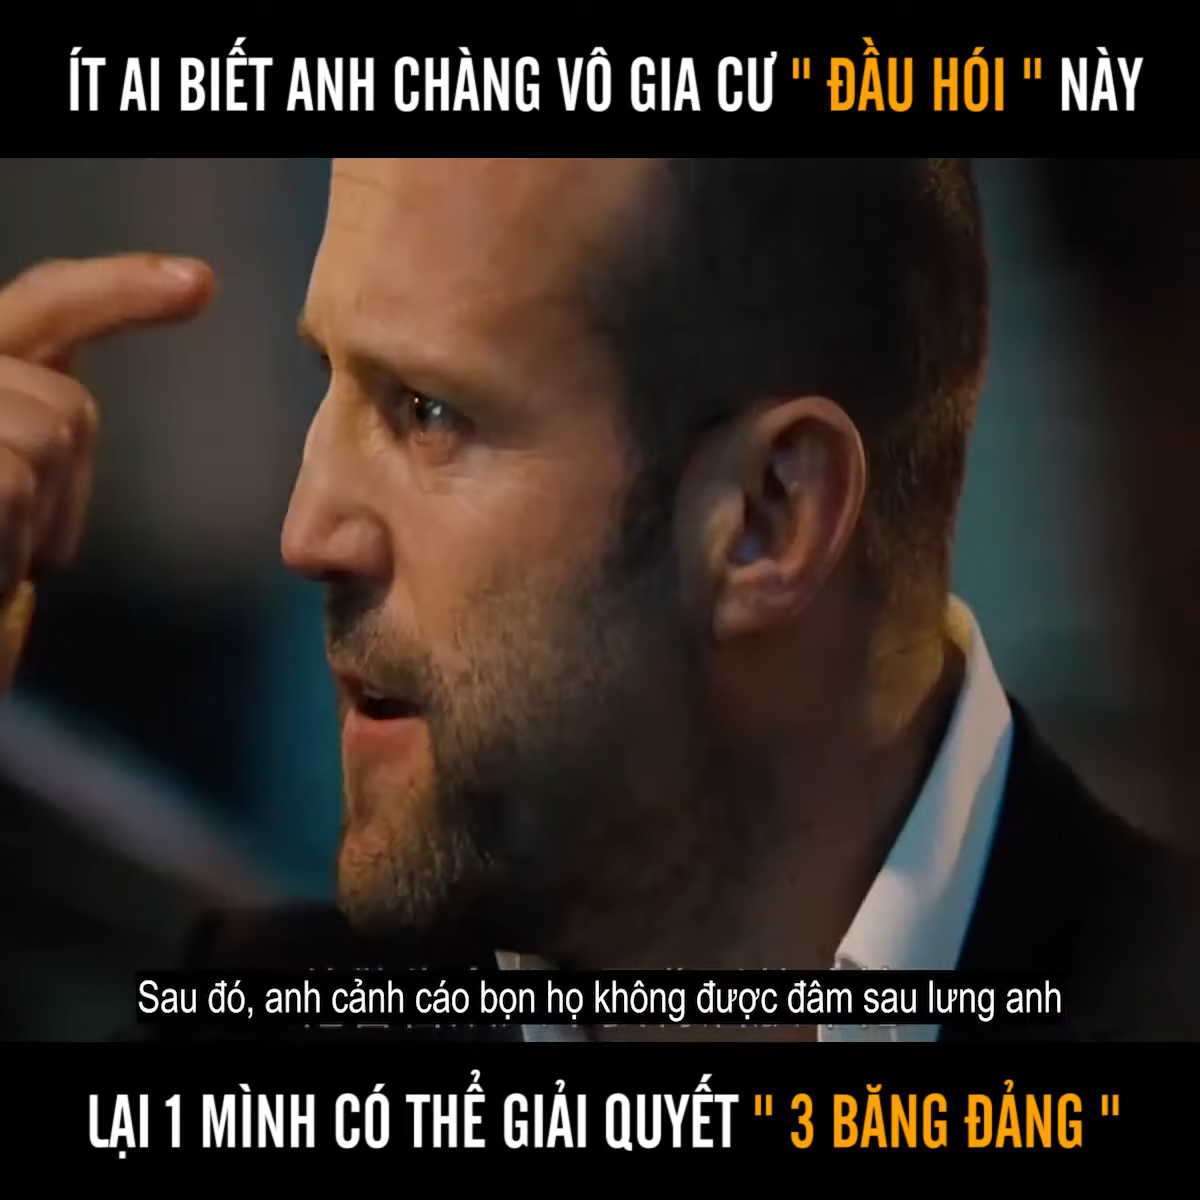 ÍT AI BIẾT ANH CHÀNG VÔ GIA CƯ " ĐẦU HÓI " NÀY
Sau đó, anh cảnh cáo bọn họ không được đâm sau lưng anh
LẠI 1 MÌNH CÓ THỂ GIẢI QUYẾT " 3 BĂNG ĐẢNG "